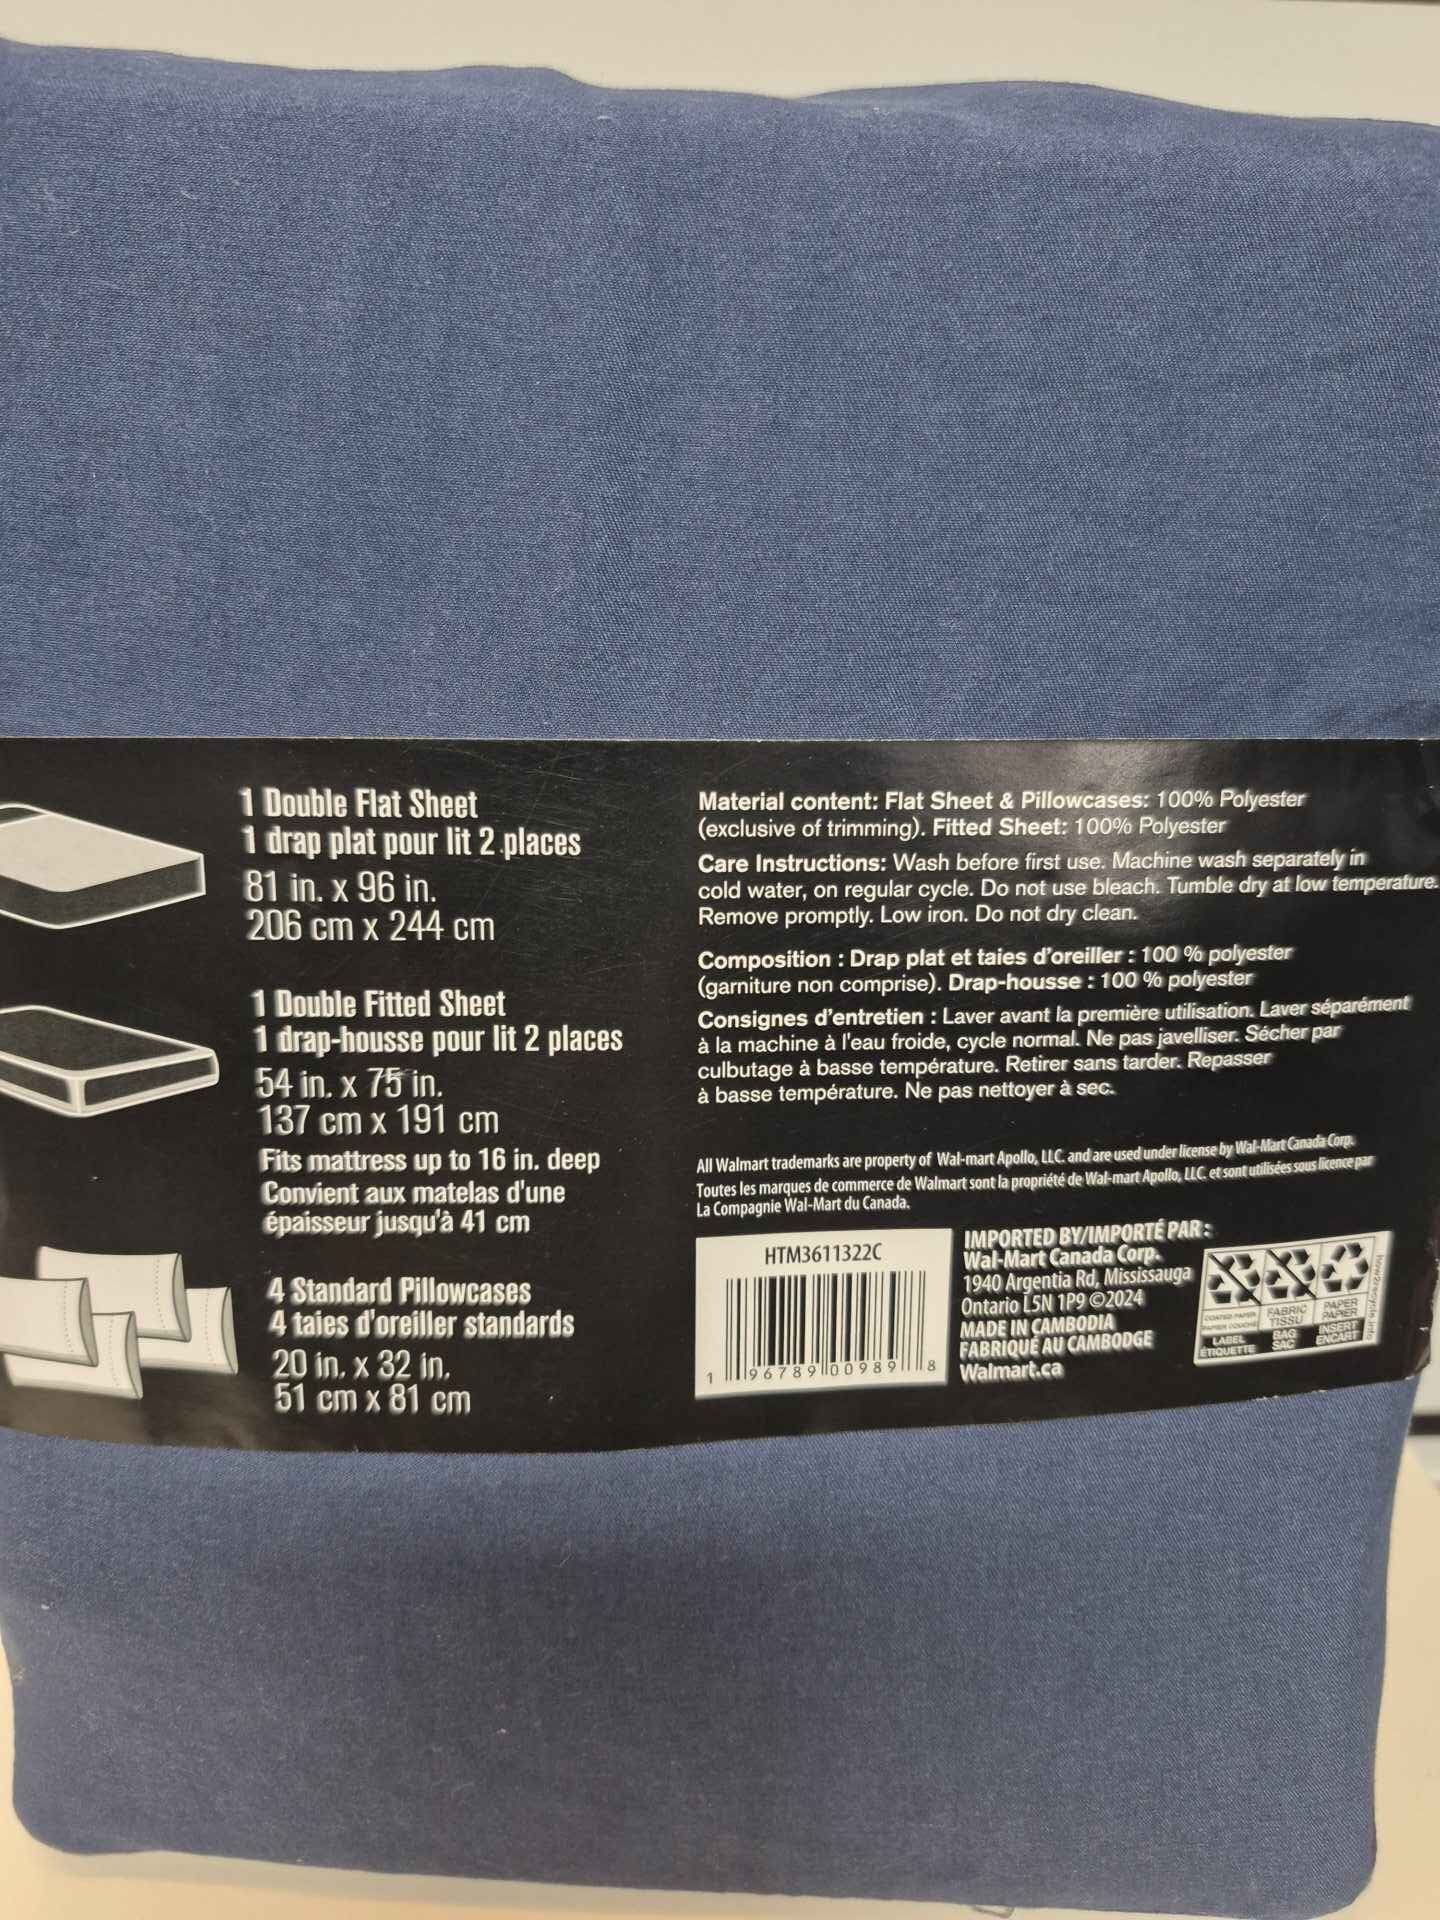 1 Double Flat Sheet
1 drap plat pour lit 2 places
81 in. x 96 in.
206 cm x 244 cm
1 Double Fitted Sheet
1 drap-housse pour lit 2 places
54 in. x 75 in.
137 cm x 191 cm
Fits mattress up to 16 in. deep
Convient aux matelas d'une
épaisseur jusqu'à 41 cm
4 Standard Pillowcases
4 taies d'oreiller standards
20 in. x 32 in.
51 cm x 81 cm
Material content: Flat Sheet & Pillowcases: 100% Polyester
(exclusive of trimming). Fitted Sheet: 100% Polyester
Care Instructions: Wash before first use. Machine wash separately in
cold water, on regular cycle. Do not use bleach. Tumble dry at low temperature.
Remove promptly. Low iron. Do not dry clean.
Composition : Drap plat et taies d'oreiller : 100 % polyester
(garniture non comprise). Drap-housse : 100 % polyester
Consignes d'entretien : Laver avant la première utilisation. Laver séparément
à la machine à l'eau froide, cycle normal. Ne pas javelliser. Sécher par
culbutage à basse température. Retirer sans tarder. Repasser
à basse température. Ne pas nettoyer à sec.
All Walmart trademarks are property of Wal-mart Apollo, LLC. and are used under license by Wal-Mart Canada Corp.
Toutes les marques de commerce de Walmart sont la propriété de Wal-mart Apollo, LLC. et sont utilisées sous licence par
La Compagnie Wal-Mart du Canada.
HTM3611322C
1 96789 00989 8
IMPORTED BY/IMPORTÉ PAR :
Wal-Mart Canada Corp.
1940 Argentia Rd, Mississauga
Ontario L5N 1P9 ©2024
MADE IN CAMBODIA
FABRIQUÉ AU CAMBODGE
Walmart.ca
COATED PAPER
PAPIER COUCHÉ
LABEL
ÉTIQUETTE
FABRIC
TISSU
BAG
SAC
PAPER
PAPIER
INSERT
ENCART
how2recycle.info